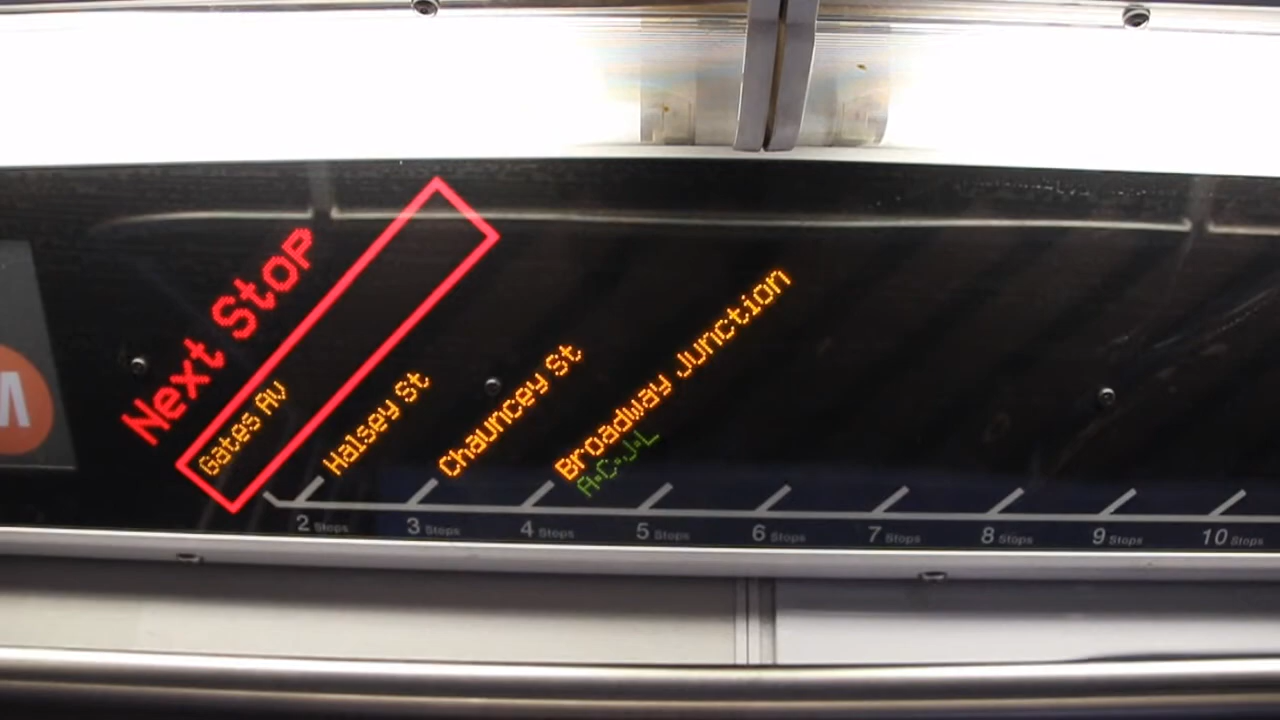 Next Stop
Gates Av
Halsey St
Chauncey St
Broadway Junction
A•C•J•L
M
2 Stops
3 Stops
4 Stops
5 Stops
6 Stops
7 Stops
8 Stops
9 Stops
10 Stops